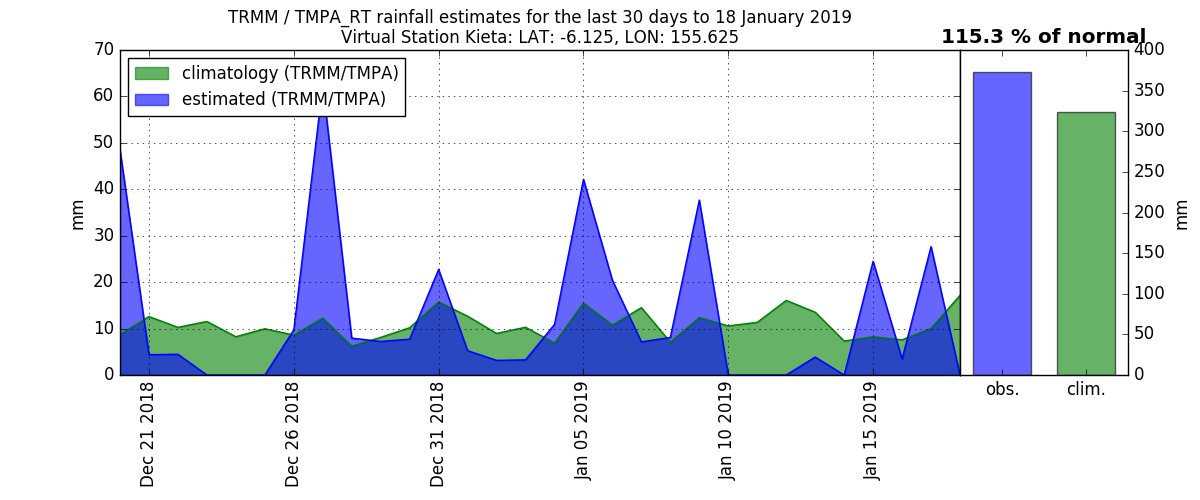 TRMM / TMPA_RT rainfall estimates for the last 30 days to 18 January 2019
Virtual Station Kieta: LAT: -6.125, LON: 155.625
115.3 % of normal
climatology (TRMM/TMPA)
estimated (TRMM/TMPA)
70
60
50
40
30
20
10
0
mm
Dec 21 2018
Dec 26 2018
Dec 31 2018
Jan 05 2019
Jan 10 2019
Jan 15 2019
obs.
clim.
400
350
300
250
200
150
100
50
0
mm